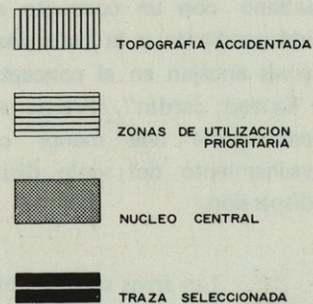 TOPOGRAFIA ACCIDENTADA
ZONAS DE UTILIZACION
PRIORITARIA
NUCLEO CENTRAL
TRAZA SELECCIONADA